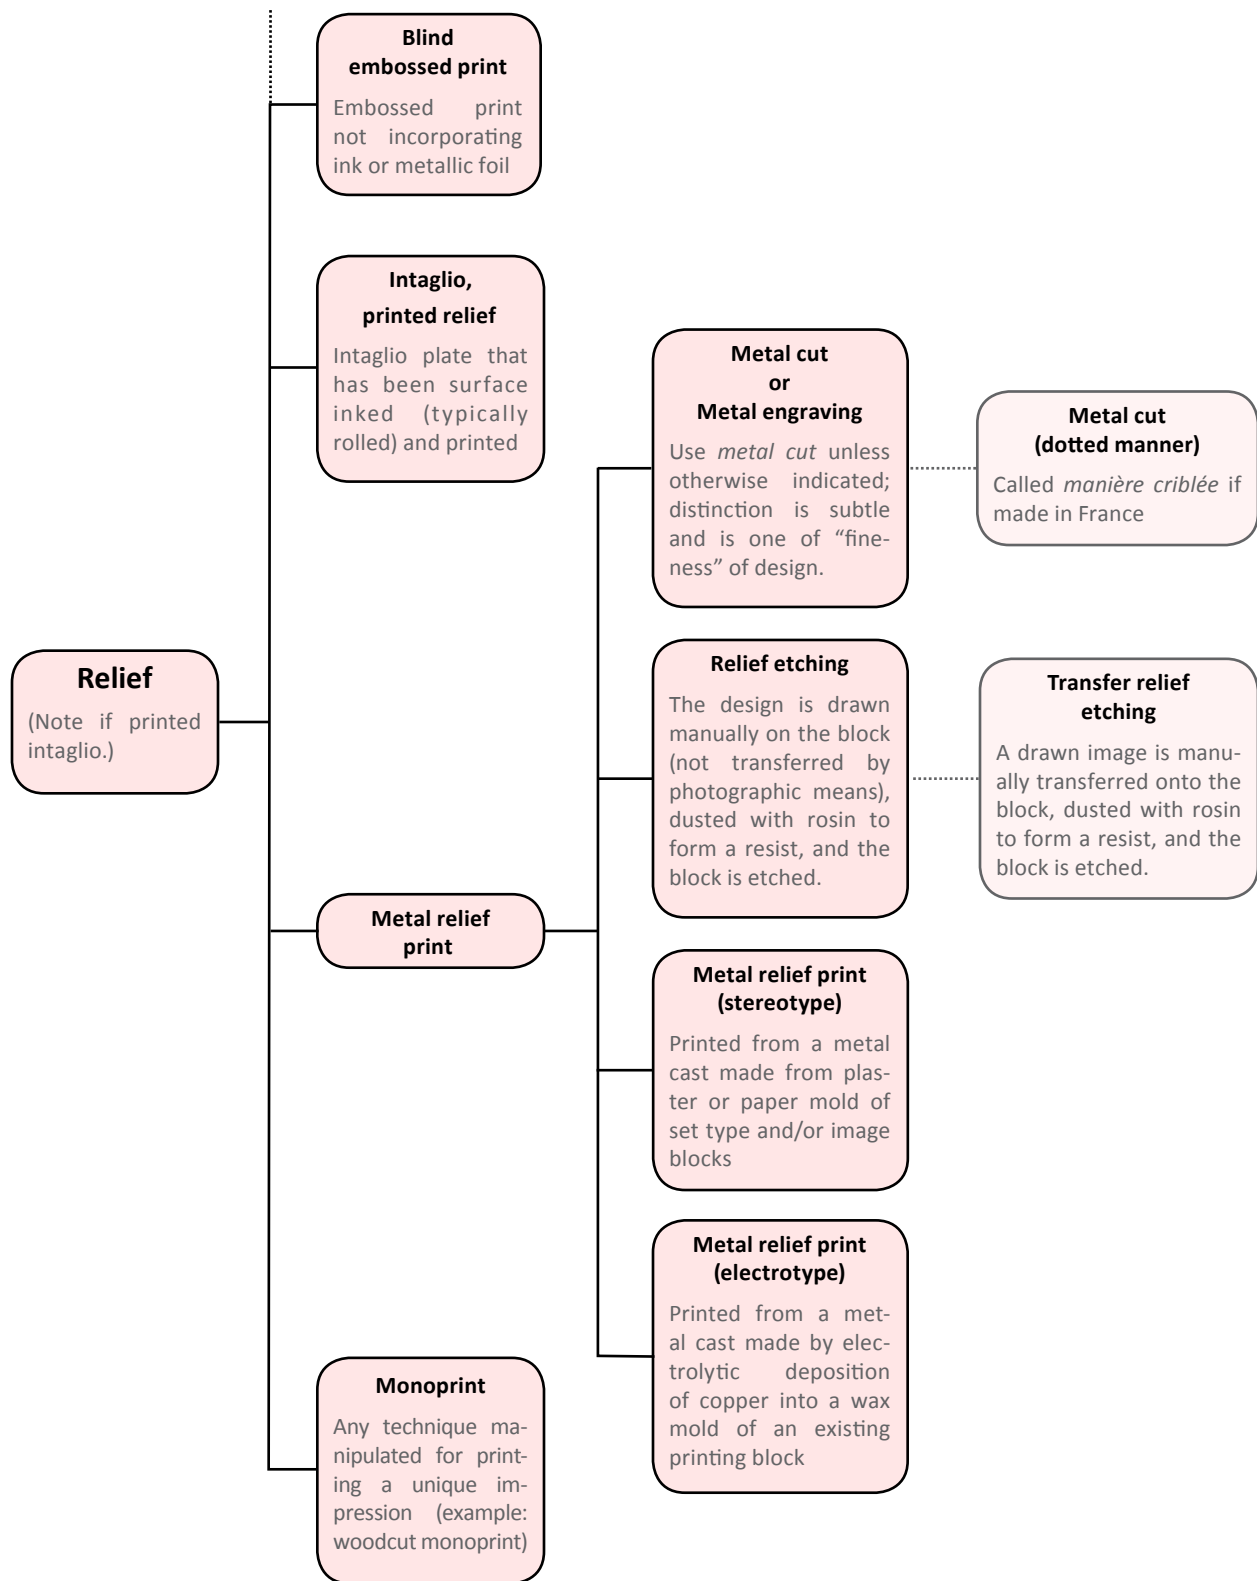 Blind
embossed print
Embossed print
not incorporating
ink or metallic foil
Intaglio,
printed relief
Intaglio plate that
has been surface
inked (typically
rolled) and printed
Metal cut
or
Metal engraving
Use metal cut unless
otherwise indicated;
distinction is subtle
and is one of “fine-
ness” of design.
Metal cut
(dotted manner)
Called manière criblée if
made in France
Relief
(Note if printed
intaglio.)
Relief etching
The design is drawn
manually on the block
(not transferred by
photographic means),
dusted with rosin to
form a resist, and the
block is etched.
Transfer relief
etching
A drawn image is manu-
ally transferred onto the
block, dusted with rosin
to form a resist, and the
block is etched.
Metal relief
print
Metal relief print
(stereotype)
Printed from a metal
cast made from plas-
ter or paper mold of
set type and/or image
blocks
Metal relief print
(electrotype)
Printed from a met-
al cast made by elec-
trolytic deposition
of copper into a wax
mold of an existing
printing block
Monoprint
Any technique ma-
nipulated for print-
ing a unique im-
pression (example:
woodcut monoprint)